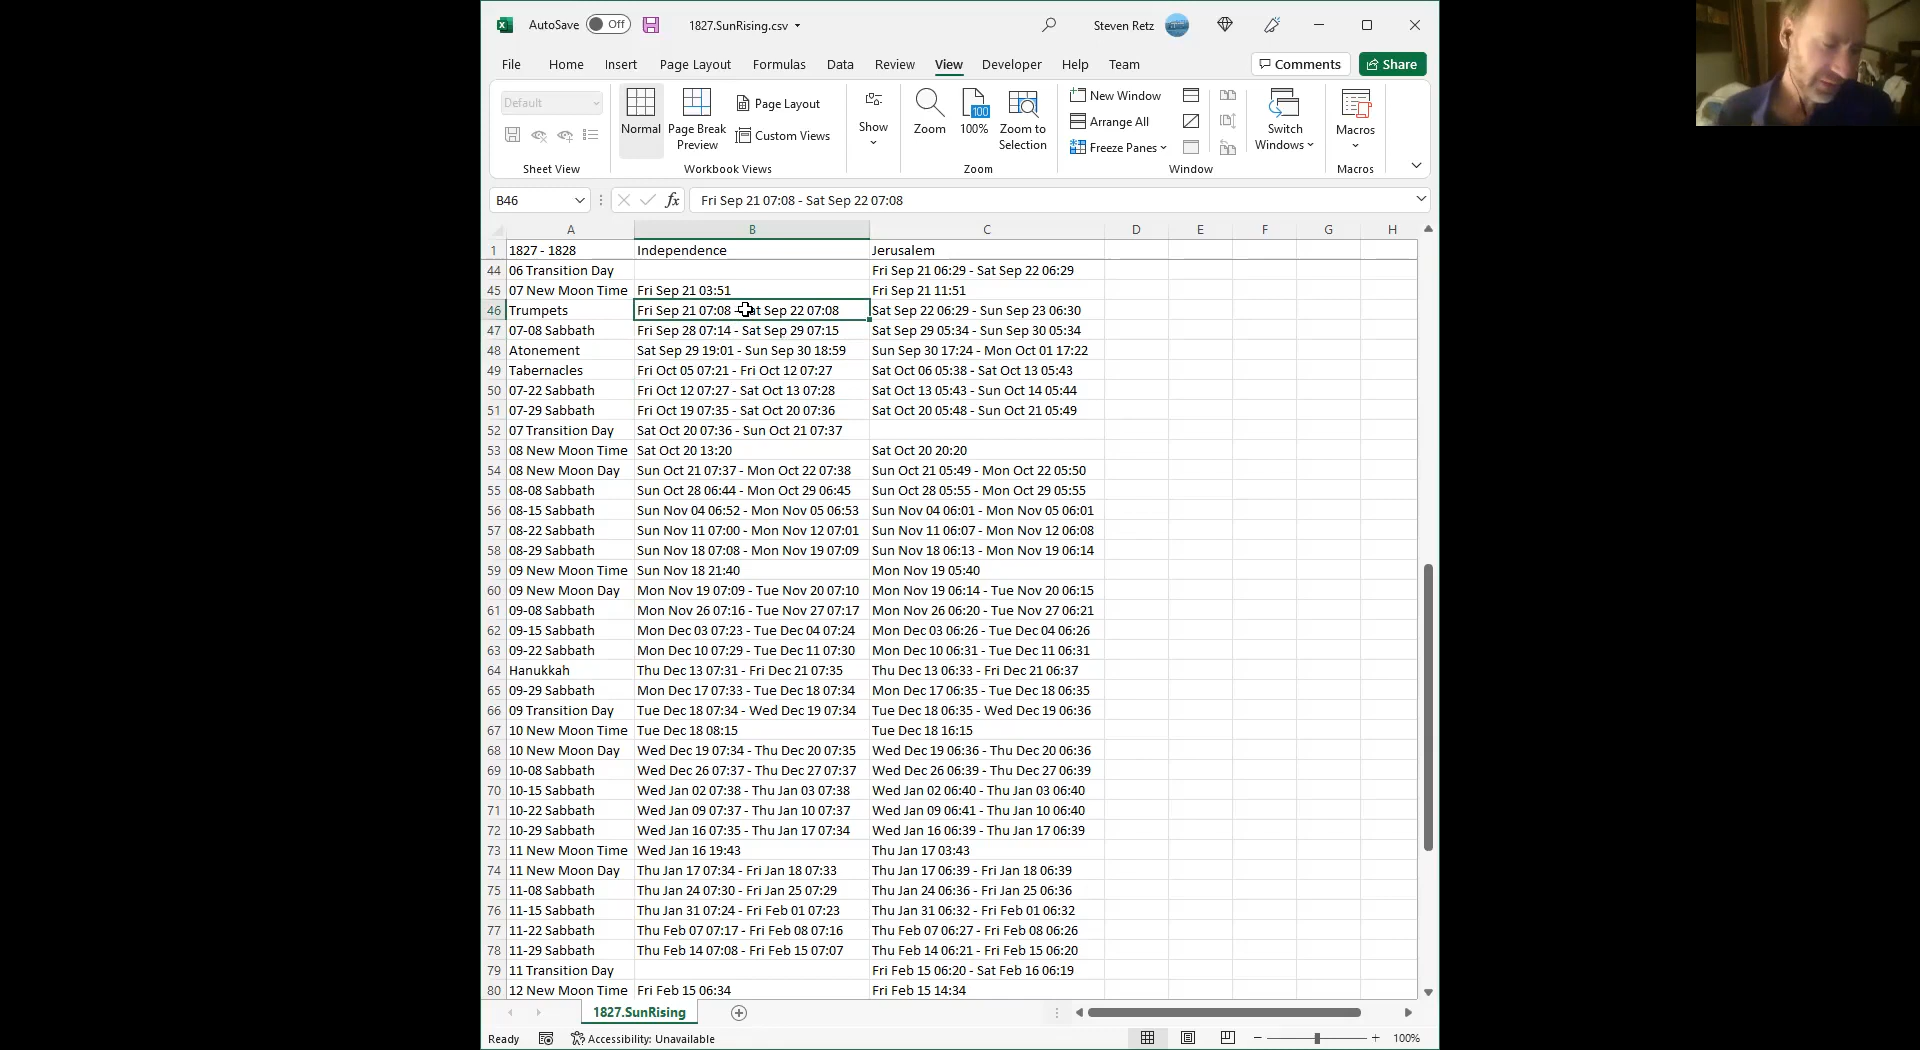 AutoSave Off 1827.SunRising.csv Steven Retz
File Home Insert Page Layout Formulas Data Review View Developer Help Team Comments Share
Default Normal Page Break Preview Page Layout Custom Views Show Zoom 100 100% Zoom to Selection New Window Arrange All Freeze Panes Switch Windows Macros
Sheet View Workbook Views Zoom Window Macros
B46 fx Fri Sep 21 07:08 - Sat Sep 22 07:08
A B C D E F G H
1 1827 - 1828 Independence Jerusalem
44 06 Transition Day Fri Sep 21 06:29 - Sat Sep 22 06:29
45 07 New Moon Time Fri Sep 21 03:51 Fri Sep 21 11:51
46 Trumpets Fri Sep 21 07:08 - Sat Sep 22 07:08 Sat Sep 22 06:29 - Sun Sep 23 06:30
47 07-08 Sabbath Fri Sep 28 07:14 - Sat Sep 29 07:15 Sat Sep 29 05:34 - Sun Sep 30 05:34
48 Atonement Sat Sep 29 19:01 - Sun Sep 30 18:59 Sun Sep 30 17:24 - Mon Oct 01 17:22
49 Tabernacles Fri Oct 05 07:21 - Fri Oct 12 07:27 Sat Oct 06 05:38 - Sat Oct 13 05:43
50 07-22 Sabbath Fri Oct 12 07:27 - Sat Oct 13 07:28 Sat Oct 13 05:43 - Sun Oct 14 05:44
51 07-29 Sabbath Fri Oct 19 07:35 - Sat Oct 20 07:36 Sat Oct 20 05:48 - Sun Oct 21 05:49
52 07 Transition Day Sat Oct 20 07:36 - Sun Oct 21 07:37
53 08 New Moon Time Sat Oct 20 13:20 Sat Oct 20 20:20
54 08 New Moon Day Sun Oct 21 07:37 - Mon Oct 22 07:38 Sun Oct 21 05:49 - Mon Oct 22 05:50
55 08-08 Sabbath Sun Oct 28 06:44 - Mon Oct 29 06:45 Sun Oct 28 05:55 - Mon Oct 29 05:55
56 08-15 Sabbath Sun Nov 04 06:52 - Mon Nov 05 06:53 Sun Nov 04 06:01 - Mon Nov 05 06:01
57 08-22 Sabbath Sun Nov 11 07:00 - Mon Nov 12 07:01 Sun Nov 11 06:07 - Mon Nov 12 06:08
58 08-29 Sabbath Sun Nov 18 07:08 - Mon Nov 19 07:09 Sun Nov 18 06:13 - Mon Nov 19 06:14
59 09 New Moon Time Sun Nov 18 21:40 Mon Nov 19 05:40
60 09 New Moon Day Mon Nov 19 07:09 - Tue Nov 20 07:10 Mon Nov 19 06:14 - Tue Nov 20 06:15
61 09-08 Sabbath Mon Nov 26 07:16 - Tue Nov 27 07:17 Mon Nov 26 06:20 - Tue Nov 27 06:21
62 09-15 Sabbath Mon Dec 03 07:23 - Tue Dec 04 07:24 Mon Dec 03 06:26 - Tue Dec 04 06:26
63 09-22 Sabbath Mon Dec 10 07:29 - Tue Dec 11 07:30 Mon Dec 10 06:31 - Tue Dec 11 06:31
64 Hanukkah Thu Dec 13 07:31 - Fri Dec 21 07:35 Thu Dec 13 06:33 - Fri Dec 21 06:37
65 09-29 Sabbath Mon Dec 17 07:33 - Tue Dec 18 07:34 Mon Dec 17 06:35 - Tue Dec 18 06:35
66 09 Transition Day Tue Dec 18 07:34 - Wed Dec 19 07:34 Tue Dec 18 06:35 - Wed Dec 19 06:36
67 10 New Moon Time Tue Dec 18 08:15 Tue Dec 18 16:15
68 10 New Moon Day Wed Dec 19 07:34 - Thu Dec 20 07:35 Wed Dec 19 06:36 - Thu Dec 20 06:36
69 10-08 Sabbath Wed Dec 26 07:37 - Thu Dec 27 07:37 Wed Dec 26 06:39 - Thu Dec 27 06:39
70 10-15 Sabbath Wed Jan 02 07:38 - Thu Jan 03 07:38 Wed Jan 02 06:40 - Thu Jan 03 06:40
71 10-22 Sabbath Wed Jan 09 07:37 - Thu Jan 10 07:37 Wed Jan 09 06:41 - Thu Jan 10 06:40
72 10-29 Sabbath Wed Jan 16 07:35 - Thu Jan 17 07:34 Wed Jan 16 06:39 - Thu Jan 17 06:39
73 11 New Moon Time Wed Jan 16 19:43 Thu Jan 17 03:43
74 11 New Moon Day Thu Jan 17 07:34 - Fri Jan 18 07:33 Thu Jan 17 06:39 - Fri Jan 18 06:39
75 11-08 Sabbath Thu Jan 24 07:30 - Fri Jan 25 07:29 Thu Jan 24 06:36 - Fri Jan 25 06:36
76 11-15 Sabbath Thu Jan 31 07:24 - Fri Feb 01 07:23 Thu Jan 31 06:32 - Fri Feb 01 06:32
77 11-22 Sabbath Thu Feb 07 07:17 - Fri Feb 08 07:16 Thu Feb 07 06:27 - Fri Feb 08 06:26
78 11-29 Sabbath Thu Feb 14 07:08 - Fri Feb 15 07:07 Thu Feb 14 06:21 - Fri Feb 15 06:20
79 11 Transition Day Fri Feb 15 06:20 - Sat Feb 16 06:19
80 12 New Moon Time Fri Feb 15 06:34 Fri Feb 15 14:34
1827.SunRising
Ready Accessibility: Unavailable 100%